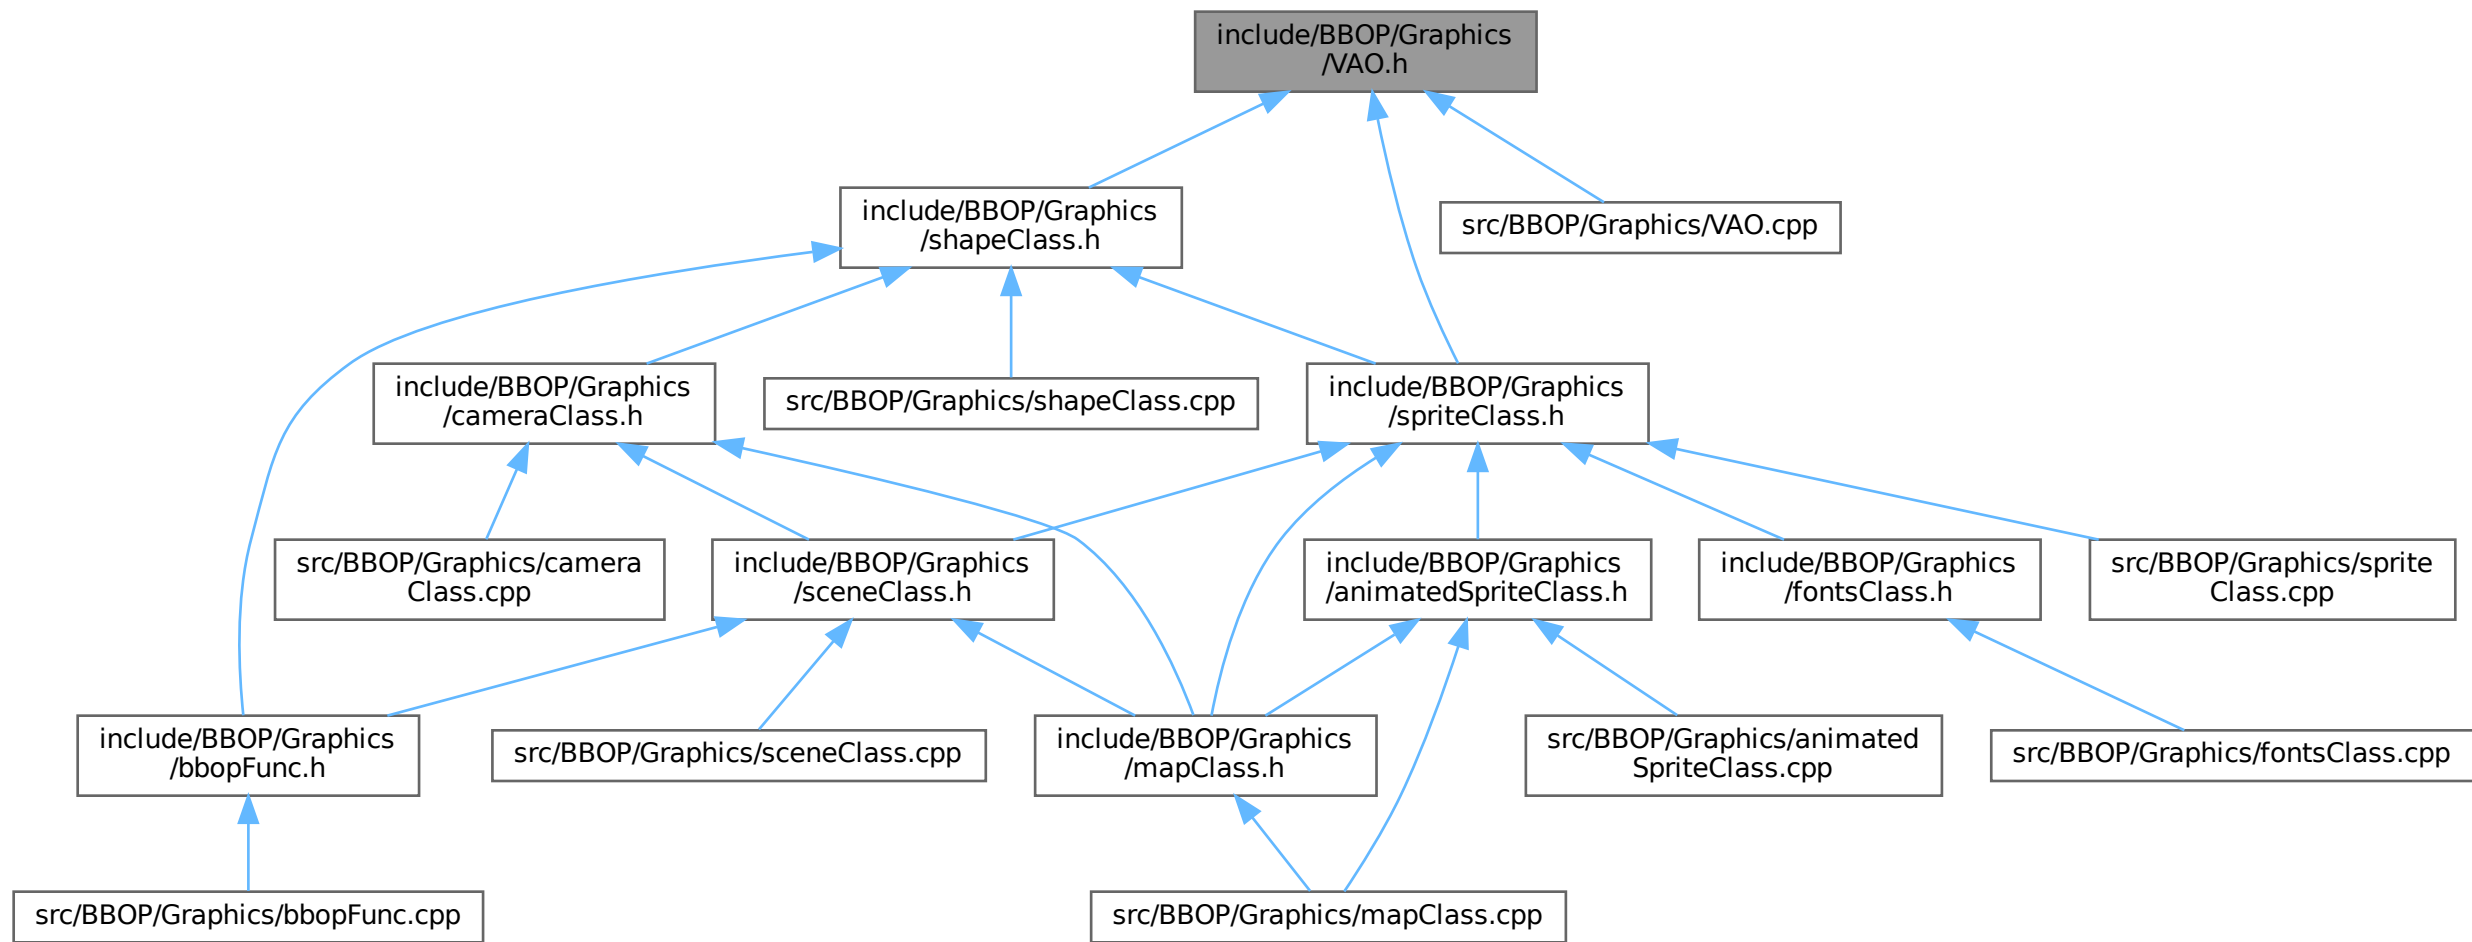 include/BBOP/Graphics
/VAO.h
include/BBOP/Graphics
/shapeClass.h
src/BBOP/Graphics/VAO.cpp
include/BBOP/Graphics
/cameraClass.h
src/BBOP/Graphics/shapeClass.cpp
include/BBOP/Graphics
/spriteClass.h
src/BBOP/Graphics/camera
Class.cpp
include/BBOP/Graphics
/sceneClass.h
include/BBOP/Graphics
/animatedSpriteClass.h
include/BBOP/Graphics
/fontsClass.h
src/BBOP/Graphics/sprite
Class.cpp
include/BBOP/Graphics
/bbopFunc.h
src/BBOP/Graphics/sceneClass.cpp
include/BBOP/Graphics
/mapClass.h
src/BBOP/Graphics/animated
SpriteClass.cpp
src/BBOP/Graphics/fontsClass.cpp
src/BBOP/Graphics/bbopFunc.cpp
src/BBOP/Graphics/mapClass.cpp